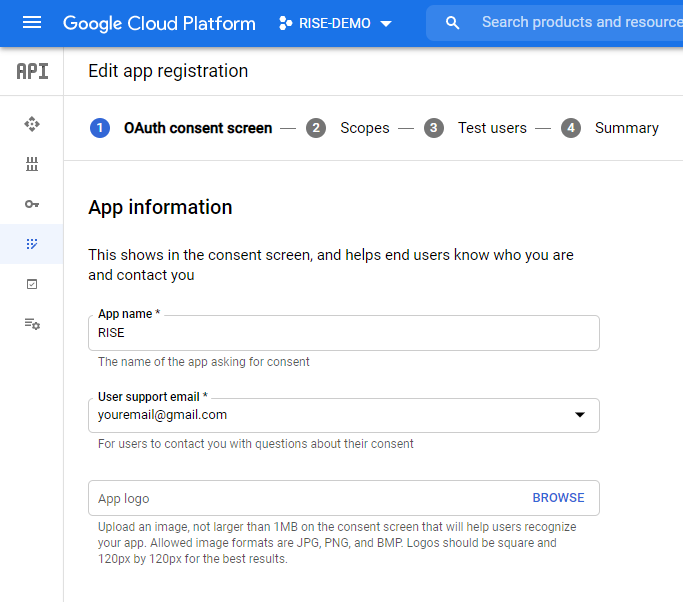 Google Cloud Platform RISE-DEMO Search products and resource
API Edit app registration
1 OAuth consent screen — 2 Scopes — 3 Test users — 4 Summary
App information
This shows in the consent screen, and helps end users know who you are
and contact you
App name *
RISE
The name of the app asking for consent
User support email *
youremail@gmail.com
For users to contact you with questions about their consent
App logo BROWSE
Upload an image, not larger than 1MB on the consent screen that will help users recognize
your app. Allowed image formats are JPG, PNG, and BMP. Logos should be square and
120px by 120px for the best results.